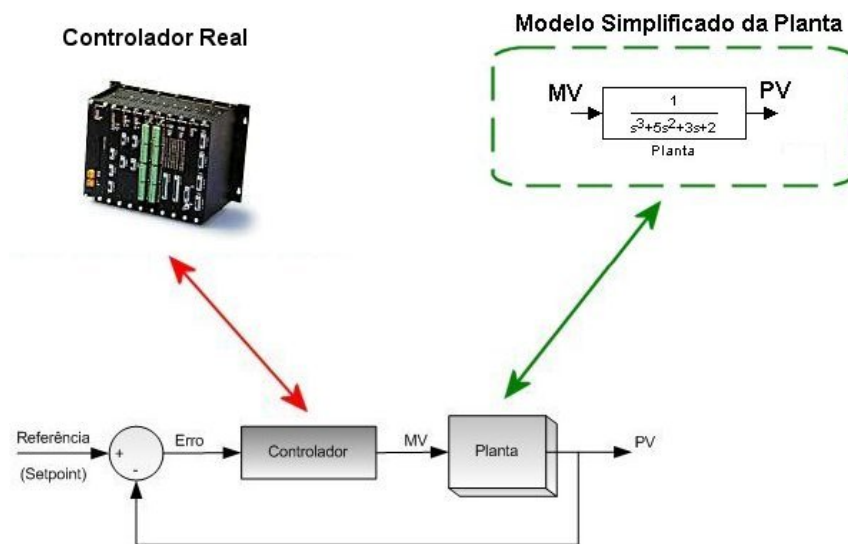 Modelo Simplificado da Planta
Controlador Real
MV
1
s³+5s²+3s+2
PV
Planta
Referência
(Setpoint)
+
-
Erro
Controlador
MV
Planta
PV